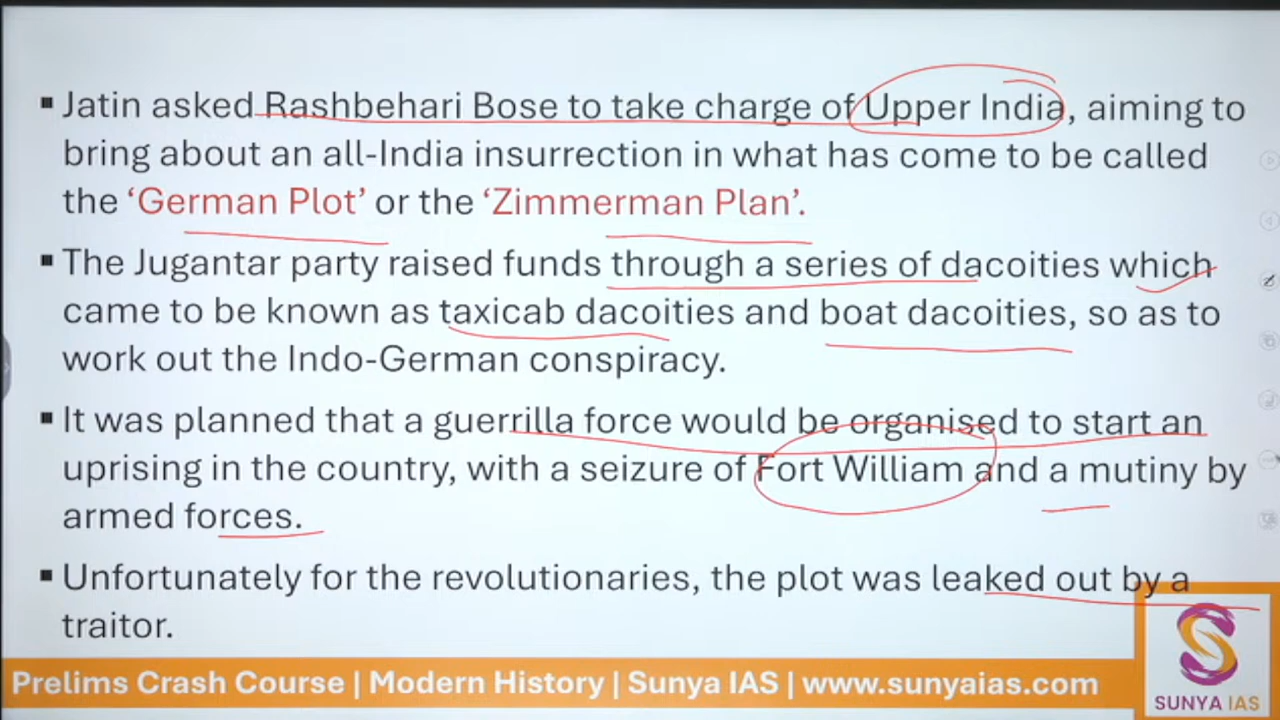 ▪ Jatin asked Rashbehari Bose to take charge of Upper India, aiming to
bring about an all-India insurrection in what has come to be called
the ‘German Plot’ or the ‘Zimmerman Plan’.
▪ The Jugantar party raised funds through a series of dacoities which
came to be known as taxicab dacoities and boat dacoities, so as to
work out the Indo-German conspiracy.
▪ It was planned that a guerrilla force would be organised to start an
uprising in the country, with a seizure of Fort William and a mutiny by
armed forces.
▪ Unfortunately for the revolutionaries, the plot was leaked out by a
traitor.
Prelims Crash Course | Modern History | Sunya IAS | www.sunyaias.com
SUNYA IAS